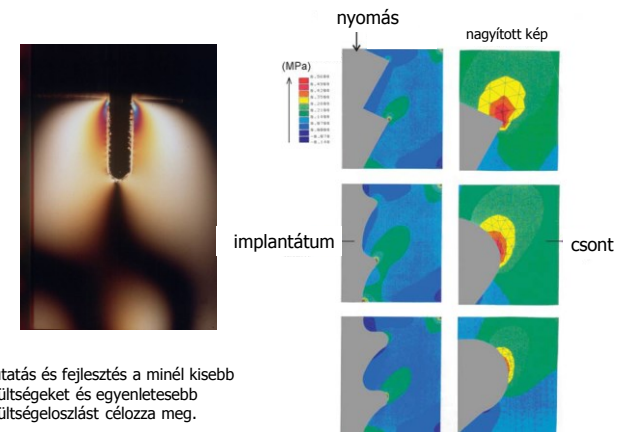 nyomás
nagyított kép
(MPa)
implantátum
csont
tatás és fejlesztés a minél kisebb
ültségeket és egyenletesebb
ültségeloszlást célozza meg.